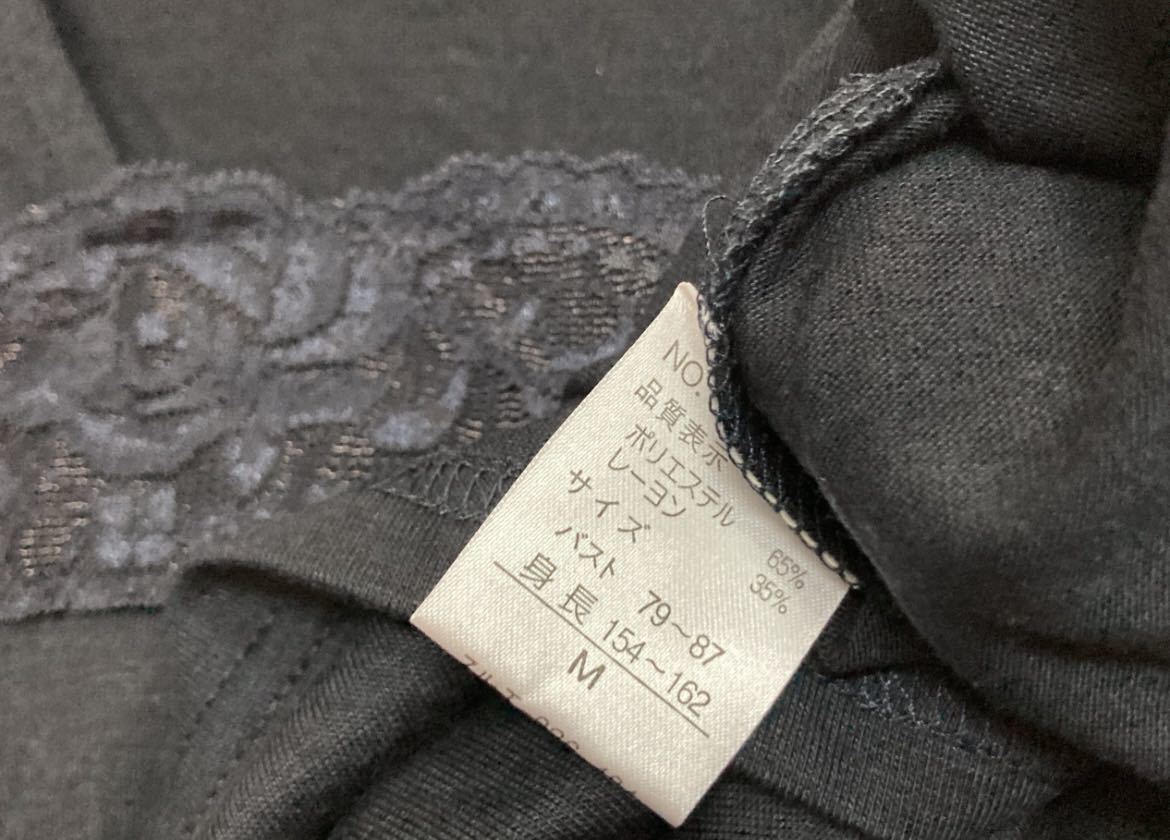 NO.
品質表示
ポリエステル 65%
レーヨン 35%
サイズ
バスト 79~87
身長 154~162
M